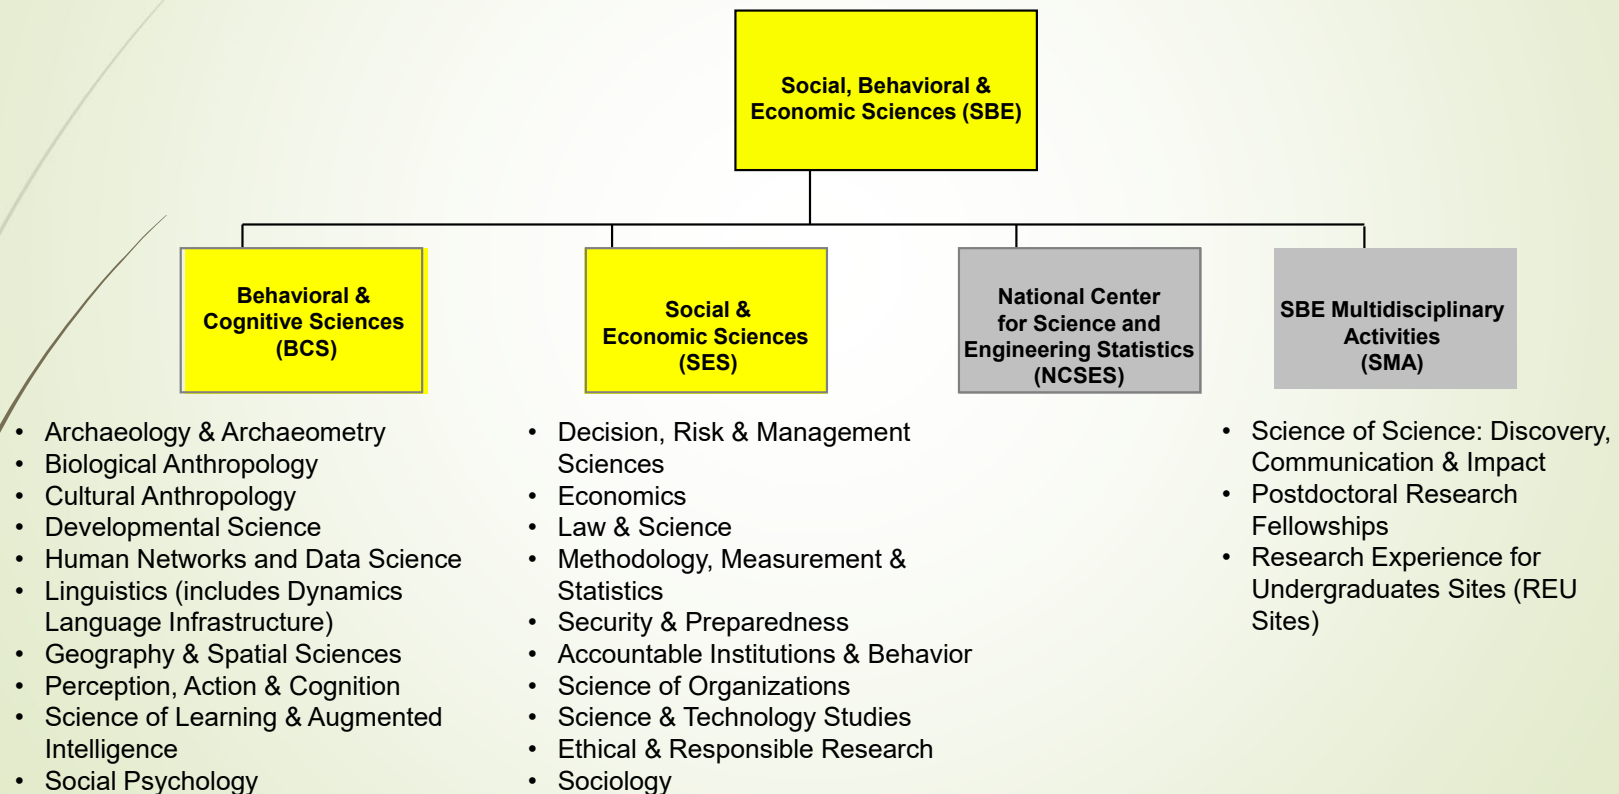 Social, Behavioral &
Economic Sciences (SBE)
Behavioral &
Cognitive Sciences
(BCS)
Social &
Economic Sciences
(SES)
National Center
for Science and
Engineering Statistics
(NCSES)
SBE Multidisciplinary
Activities
(SMA)
• Archaeology & Archaeometry
• Biological Anthropology
• Cultural Anthropology
• Developmental Science
• Human Networks and Data Science
• Linguistics (includes Dynamics
Language Infrastructure)
• Geography & Spatial Sciences
• Perception, Action & Cognition
• Science of Learning & Augmented
Intelligence
• Social Psychology
• Decision, Risk & Management
Sciences
• Economics
• Law & Science
• Methodology, Measurement &
Statistics
• Security & Preparedness
• Accountable Institutions & Behavior
• Science of Organizations
• Science & Technology Studies
• Ethical & Responsible Research
• Sociology
• Science of Science: Discovery,
Communication & Impact
• Postdoctoral Research
Fellowships
• Research Experience for
Undergraduates Sites (REU
Sites)